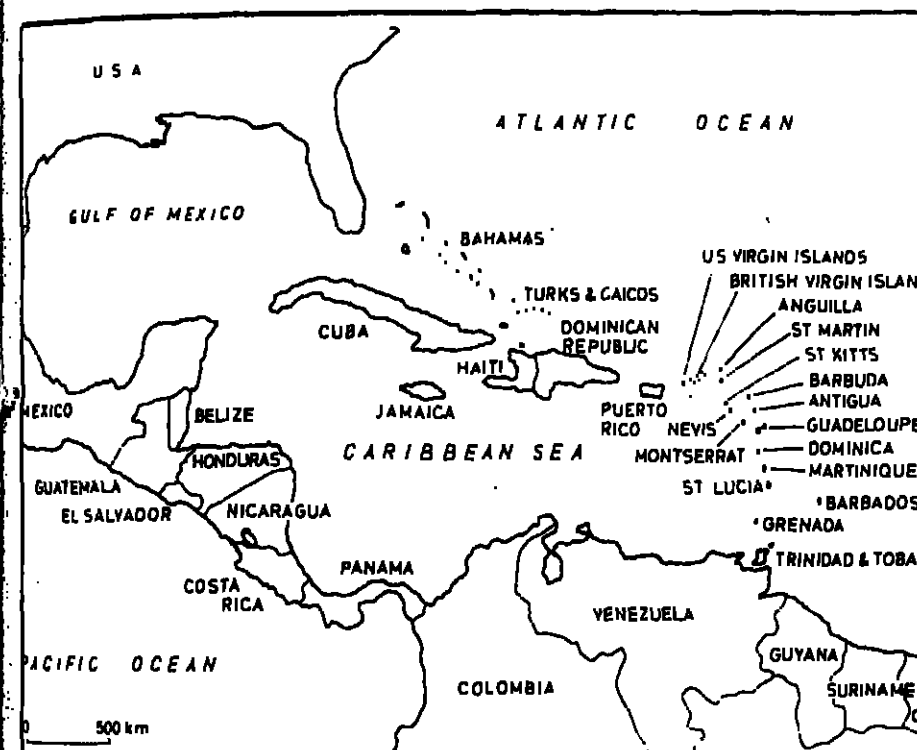 USA
ATLANTIC OCEAN
GULF OF MEXICO
BAHAMAS
US VIRGIN ISLANDS
BRITISH VIRGIN ISLAN
TURKS & CAICOS
ANGUILLA
CUBA
DOMINICAN
REPUBLIC
ST MARTIN
HAITI
ST KITTS
BARBUDA
MEXICO
BELIZE
JAMAICA
PUERTO
RICO
NEVIS
ANTIGUA
GUADELOUPE
CARIBBEAN SEA
MONTSERRAT
DOMINICA
HONDURAS
MARTINIQUE
GUATEMALA
ST LUCIA
EL SALVADOR
NICARAGUA
BARBADOS
GRENADA
PANAMA
TRINIDAD & TOBA
COSTA
RICA
VENEZUELA
PACIFIC OCEAN
GUYANA
COLOMBIA
SURINAME
0 500 km